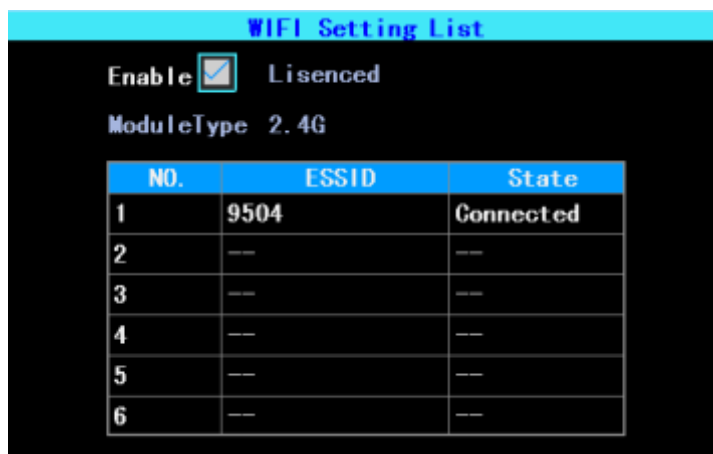 WIFI Setting List
Enable Lisenced
ModuleType 2.4G
NO. ESSID State
1 9504 Connected
2 -- --
3 -- --
4 -- --
5 -- --
6 -- --